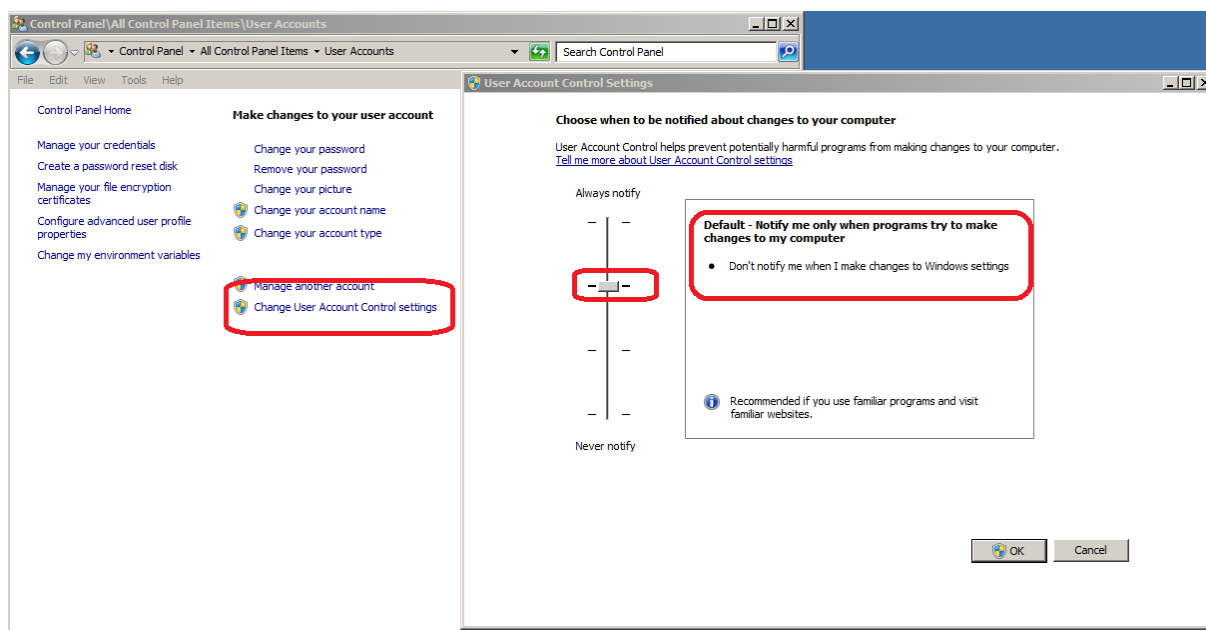 Control Panel\All Control Panel Items\User Accounts
Control Panel
All Control Panel Items
User Accounts
Search Control Panel
File Edit View Tools Help
Control Panel Home
Manage your credentials
Create a password reset disk
Manage your file encryption
certificates
Configure advanced user profile
properties
Change my environment variables
Make changes to your user account
Change your password
Remove your password
Change your picture
Change your account name
Change your account type
Manage another account
Change User Account Control settings
User Account Control Settings
Choose when to be notified about changes to your computer
User Account Control helps prevent potentially harmful programs from making changes to your computer.
Tell me more about User Account Control settings
Always notify
Default - Notify me only when programs try to make
changes to my computer
• Don't notify me when I make changes to Windows settings
Recommended if you use familiar programs and visit
familiar websites.
Never notify
OK
Cancel